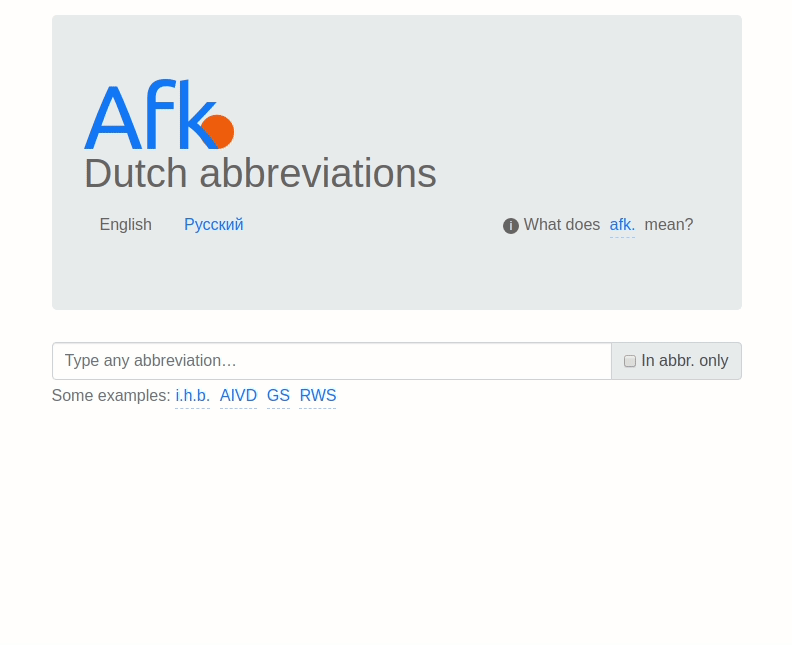 Afk.
Dutch abbreviations
English Русский i What does afk. mean?
Type any abbreviation… In abbr. only
Some examples: i.h.b. AIVD GS RWS